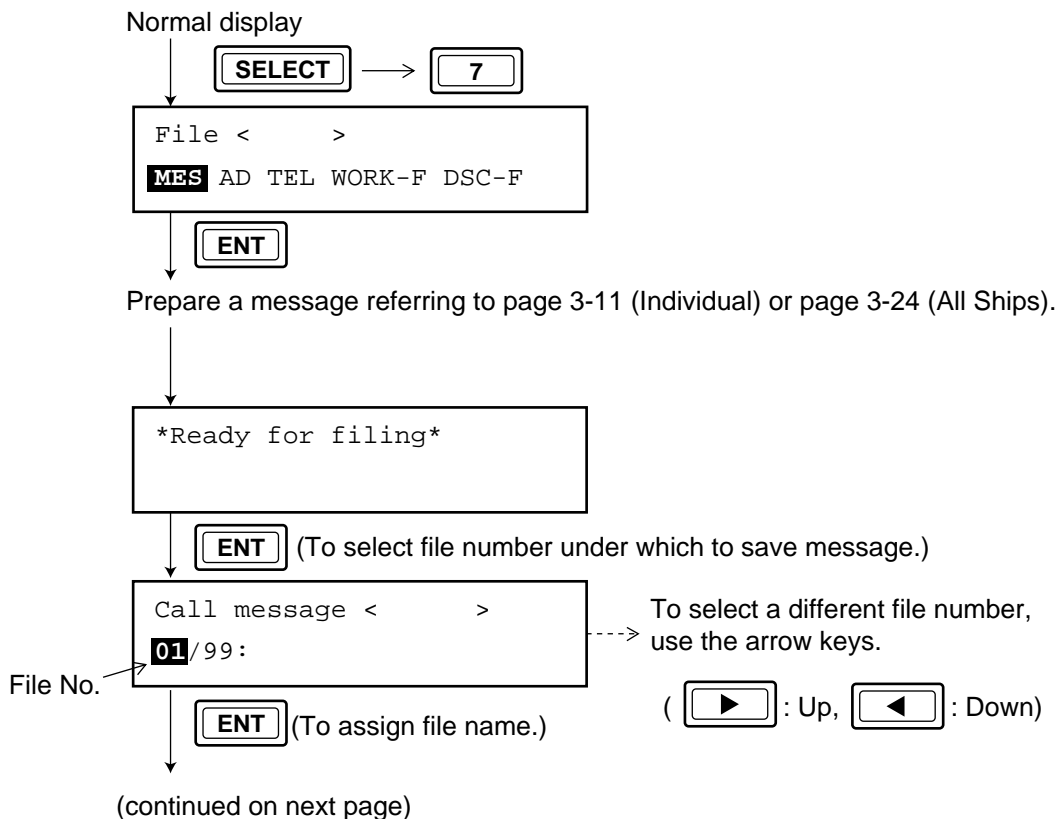 Normal display
SELECT 7
File <     >
MES AD TEL WORK-F DSC-F
ENT
Prepare a message referring to page 3-11 (Individual) or page 3-24 (All Ships).
*Ready for filing*
ENT (To select file number under which to save message.)
Call message <      >
01/99:
File No.
To select a different file number,
use the arrow keys.
( ▶ : Up, ◀ : Down)
ENT (To assign file name.)
(continued on next page)